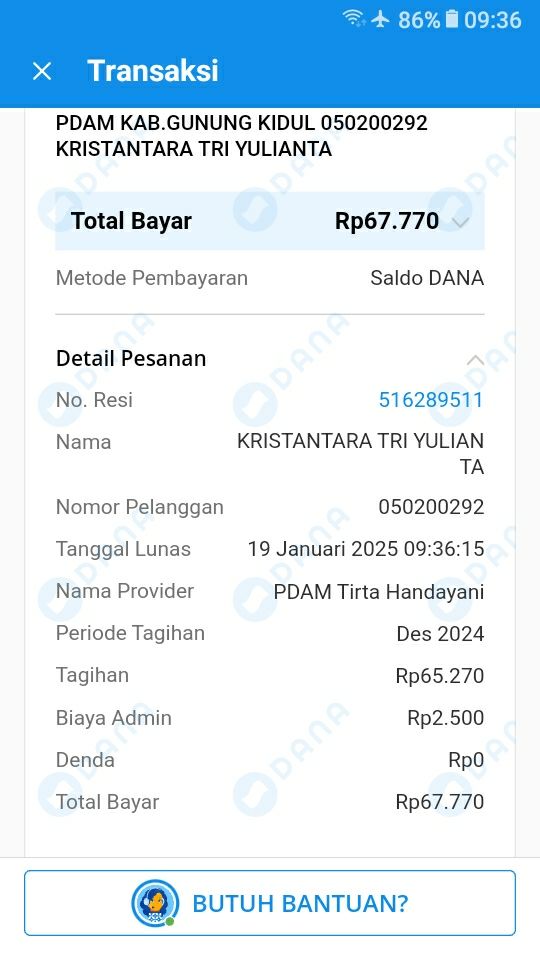 86% 09:36
Transaksi
PDAM KAB.GUNUNG KIDUL 050200292
KRISTANTARA TRI YULIANTA
Total Bayar Rp67.770
Metode Pembayaran Saldo DANA
Detail Pesanan
No. Resi 516289511
Nama KRISTANTARA TRI YULIAN
TA
Nomor Pelanggan 050200292
Tanggal Lunas 19 Januari 2025 09:36:15
Nama Provider PDAM Tirta Handayani
Periode Tagihan Des 2024
Tagihan Rp65.270
Biaya Admin Rp2.500
Denda Rp0
Total Bayar Rp67.770
BUTUH BANTUAN?
DANA